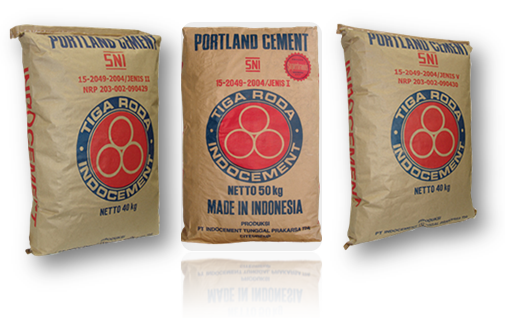 PORTLAND CEMENT
SNI
15-2049-2004/JENIS II
NRP 203-002-090429
TIGA RODA
INDOCEMENT
NETTO 40 kg
INDOCEMENT
PORTLAND CEMENT
SNI
15-2049-2004/JENIS I
TIGA RODA
INDOCEMENT
NETTO 50 kg
MADE IN INDONESIA
PRODUKSI
PT INDOCEMENT TUNGGAL PRAKARSA Tbk
PORTLAND CEMENT
SNI
15-2049-2004/JENIS V
NRP 203-002-090430
TIGA RODA
INDOCEMENT
NETTO 40 kg